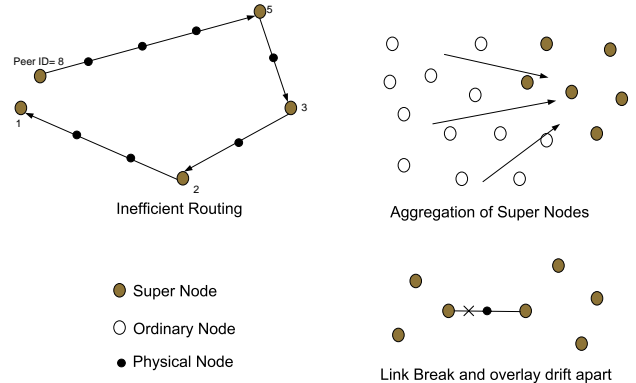 5
Peer ID= 8
1
3
2
Inefficient Routing
Aggregation of Super Nodes
Super Node
Ordinary Node
Physical Node
Link Break and overlay drift apart